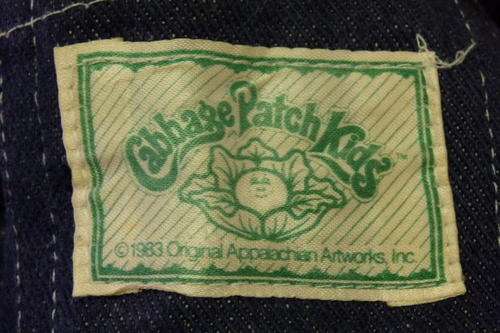 Cabbage Patch Kids™
©1983 Original Appalachian Artworks, Inc.